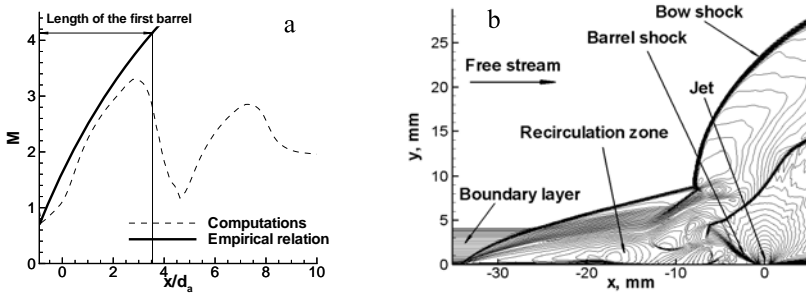 Length of the first barrel
a
4
3
2
1
0
M
0
2
4
6
8
10
x/d_a
Computations
Empirical relation
b
25
20
15
10
5
0
y, mm
-30
-20
-10
0
x, mm
Bow shock
Barrel shock
Free stream
Jet
Recirculation zone
Boundary layer